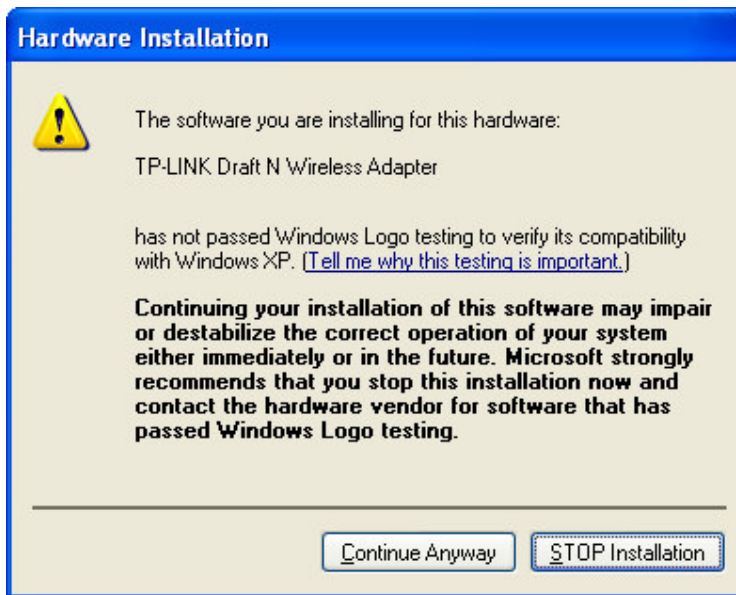 Hardware Installation
The software you are installing for this hardware:
TP-LINK Draft N Wireless Adapter
has not passed Windows Logo testing to verify its compatibility
with Windows XP. (Tell me why this testing is important.)
Continuing your installation of this software may impair
or destabilize the correct operation of your system
either immediately or in the future. Microsoft strongly
recommends that you stop this installation now and
contact the hardware vendor for software that has
passed Windows Logo testing.
Continue Anyway
STOP Installation